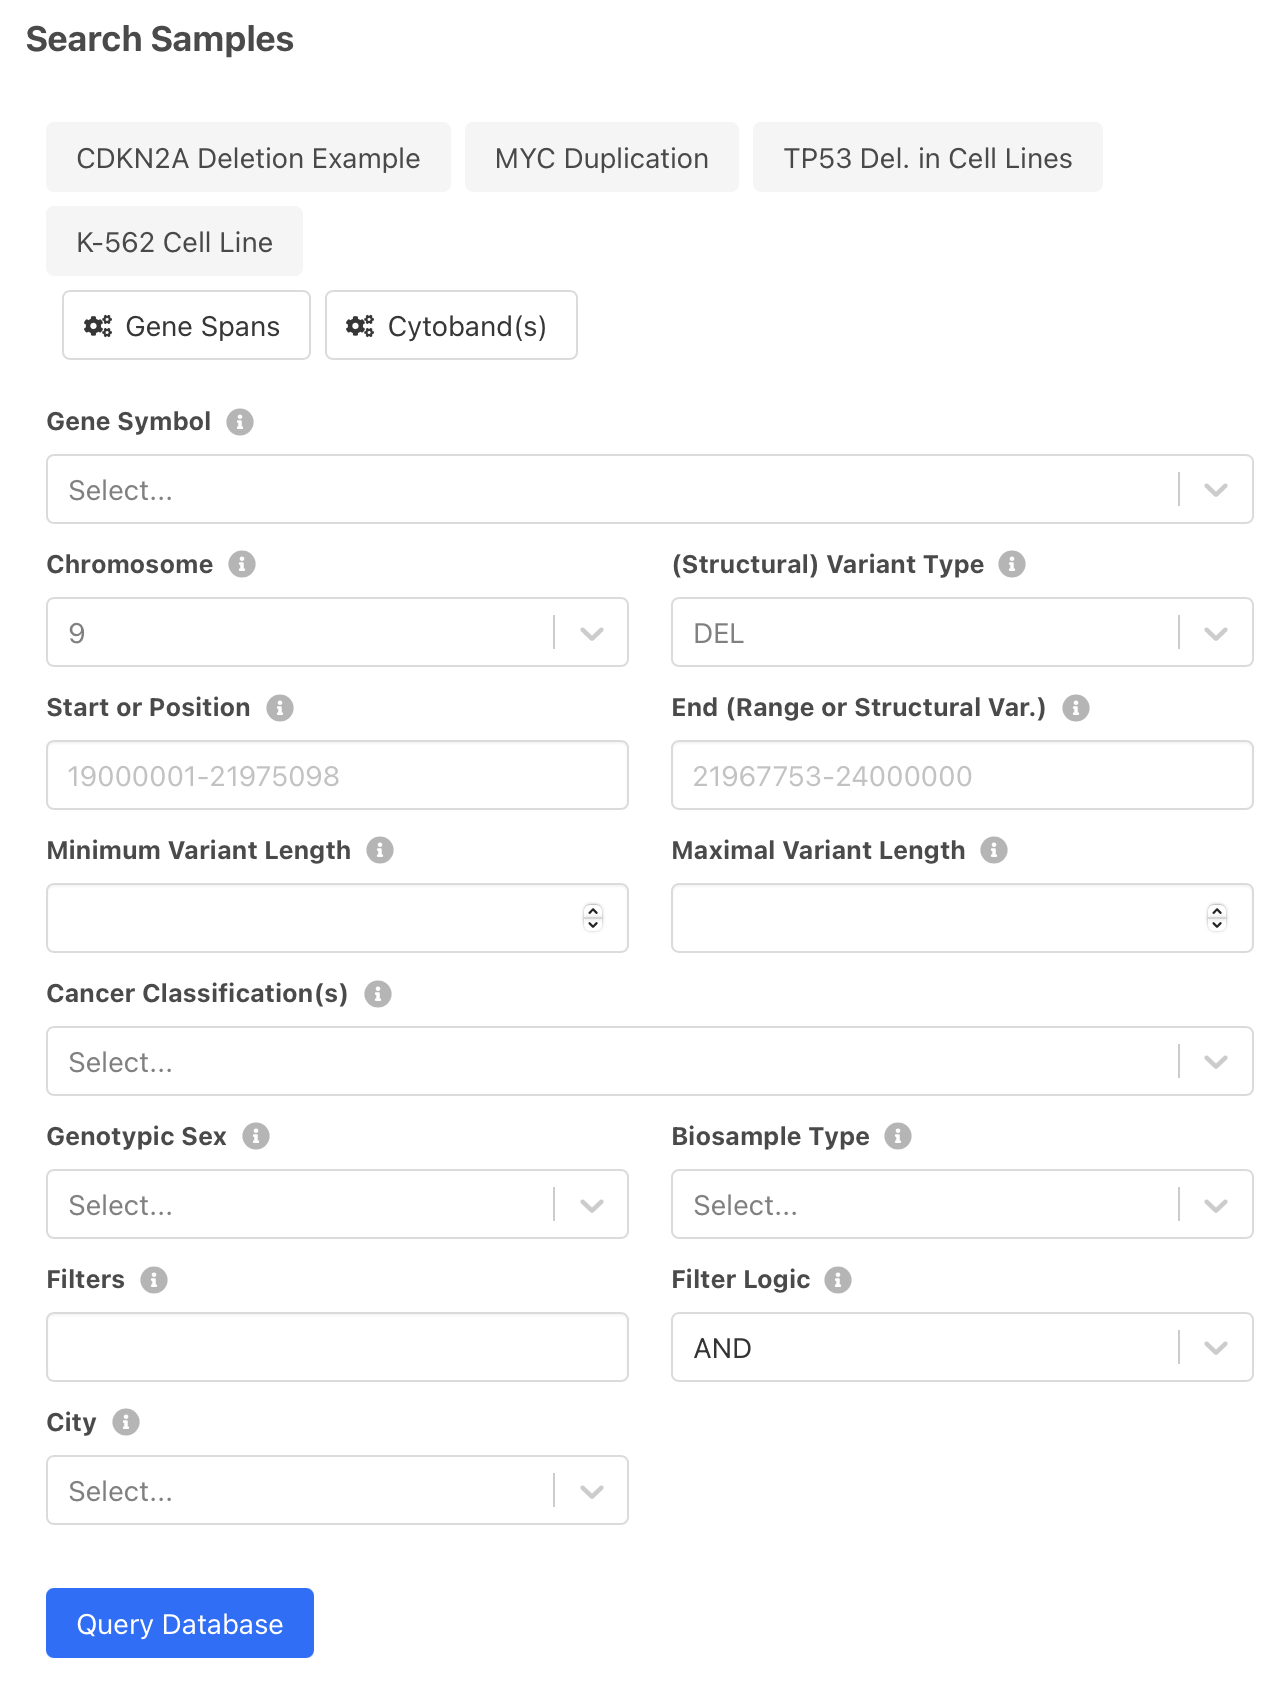 Search Samples
CDKN2A Deletion Example MYC Duplication TP53 Del. in Cell Lines
K-562 Cell Line
Gene Spans Cytoband(s)
Gene Symbol
Select...
Chromosome (Structural) Variant Type
9 DEL
Start or Position End (Range or Structural Var.)
19000001-21975098 21967753-24000000
Minimum Variant Length Maximal Variant Length
Cancer Classification(s)
Select...
Genotypic Sex Biosample Type
Select... Select...
Filters Filter Logic
AND
City
Select...
Query Database